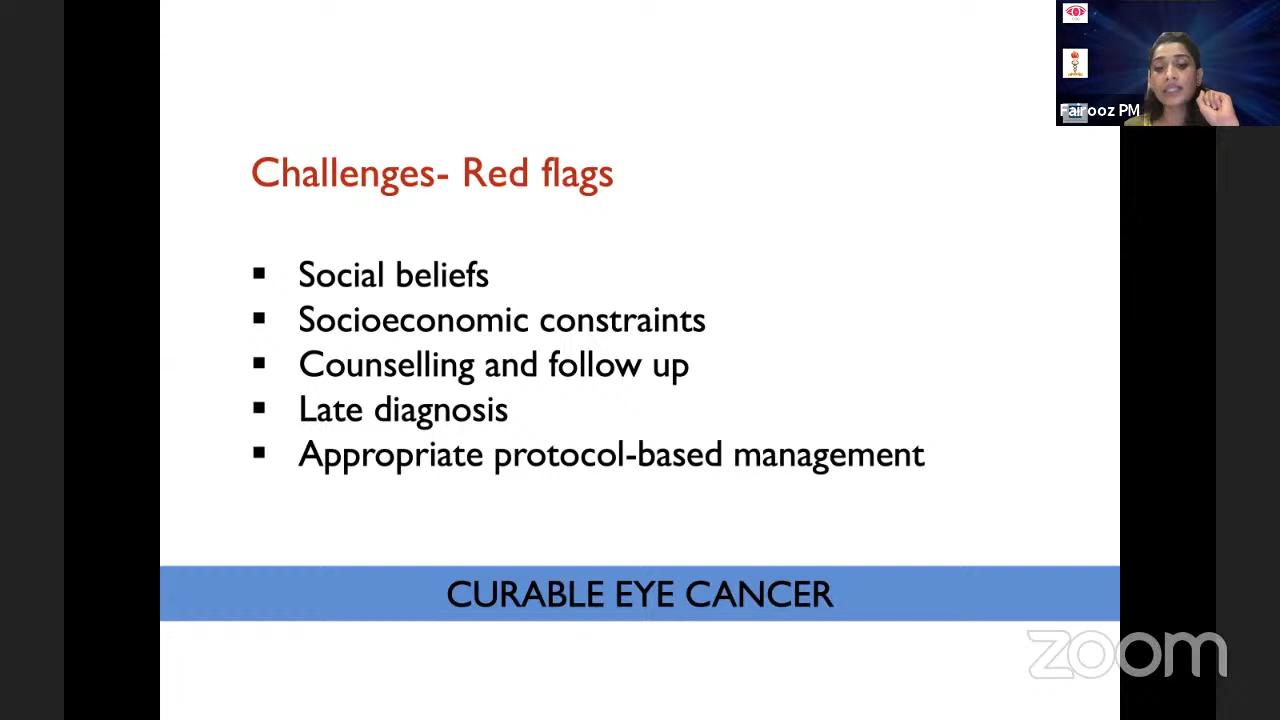 Fairooz PM
Challenges- Red flags
▪ Social beliefs
▪ Socioeconomic constraints
▪ Counselling and follow up
▪ Late diagnosis
▪ Appropriate protocol-based management
CURABLE EYE CANCER
zoom